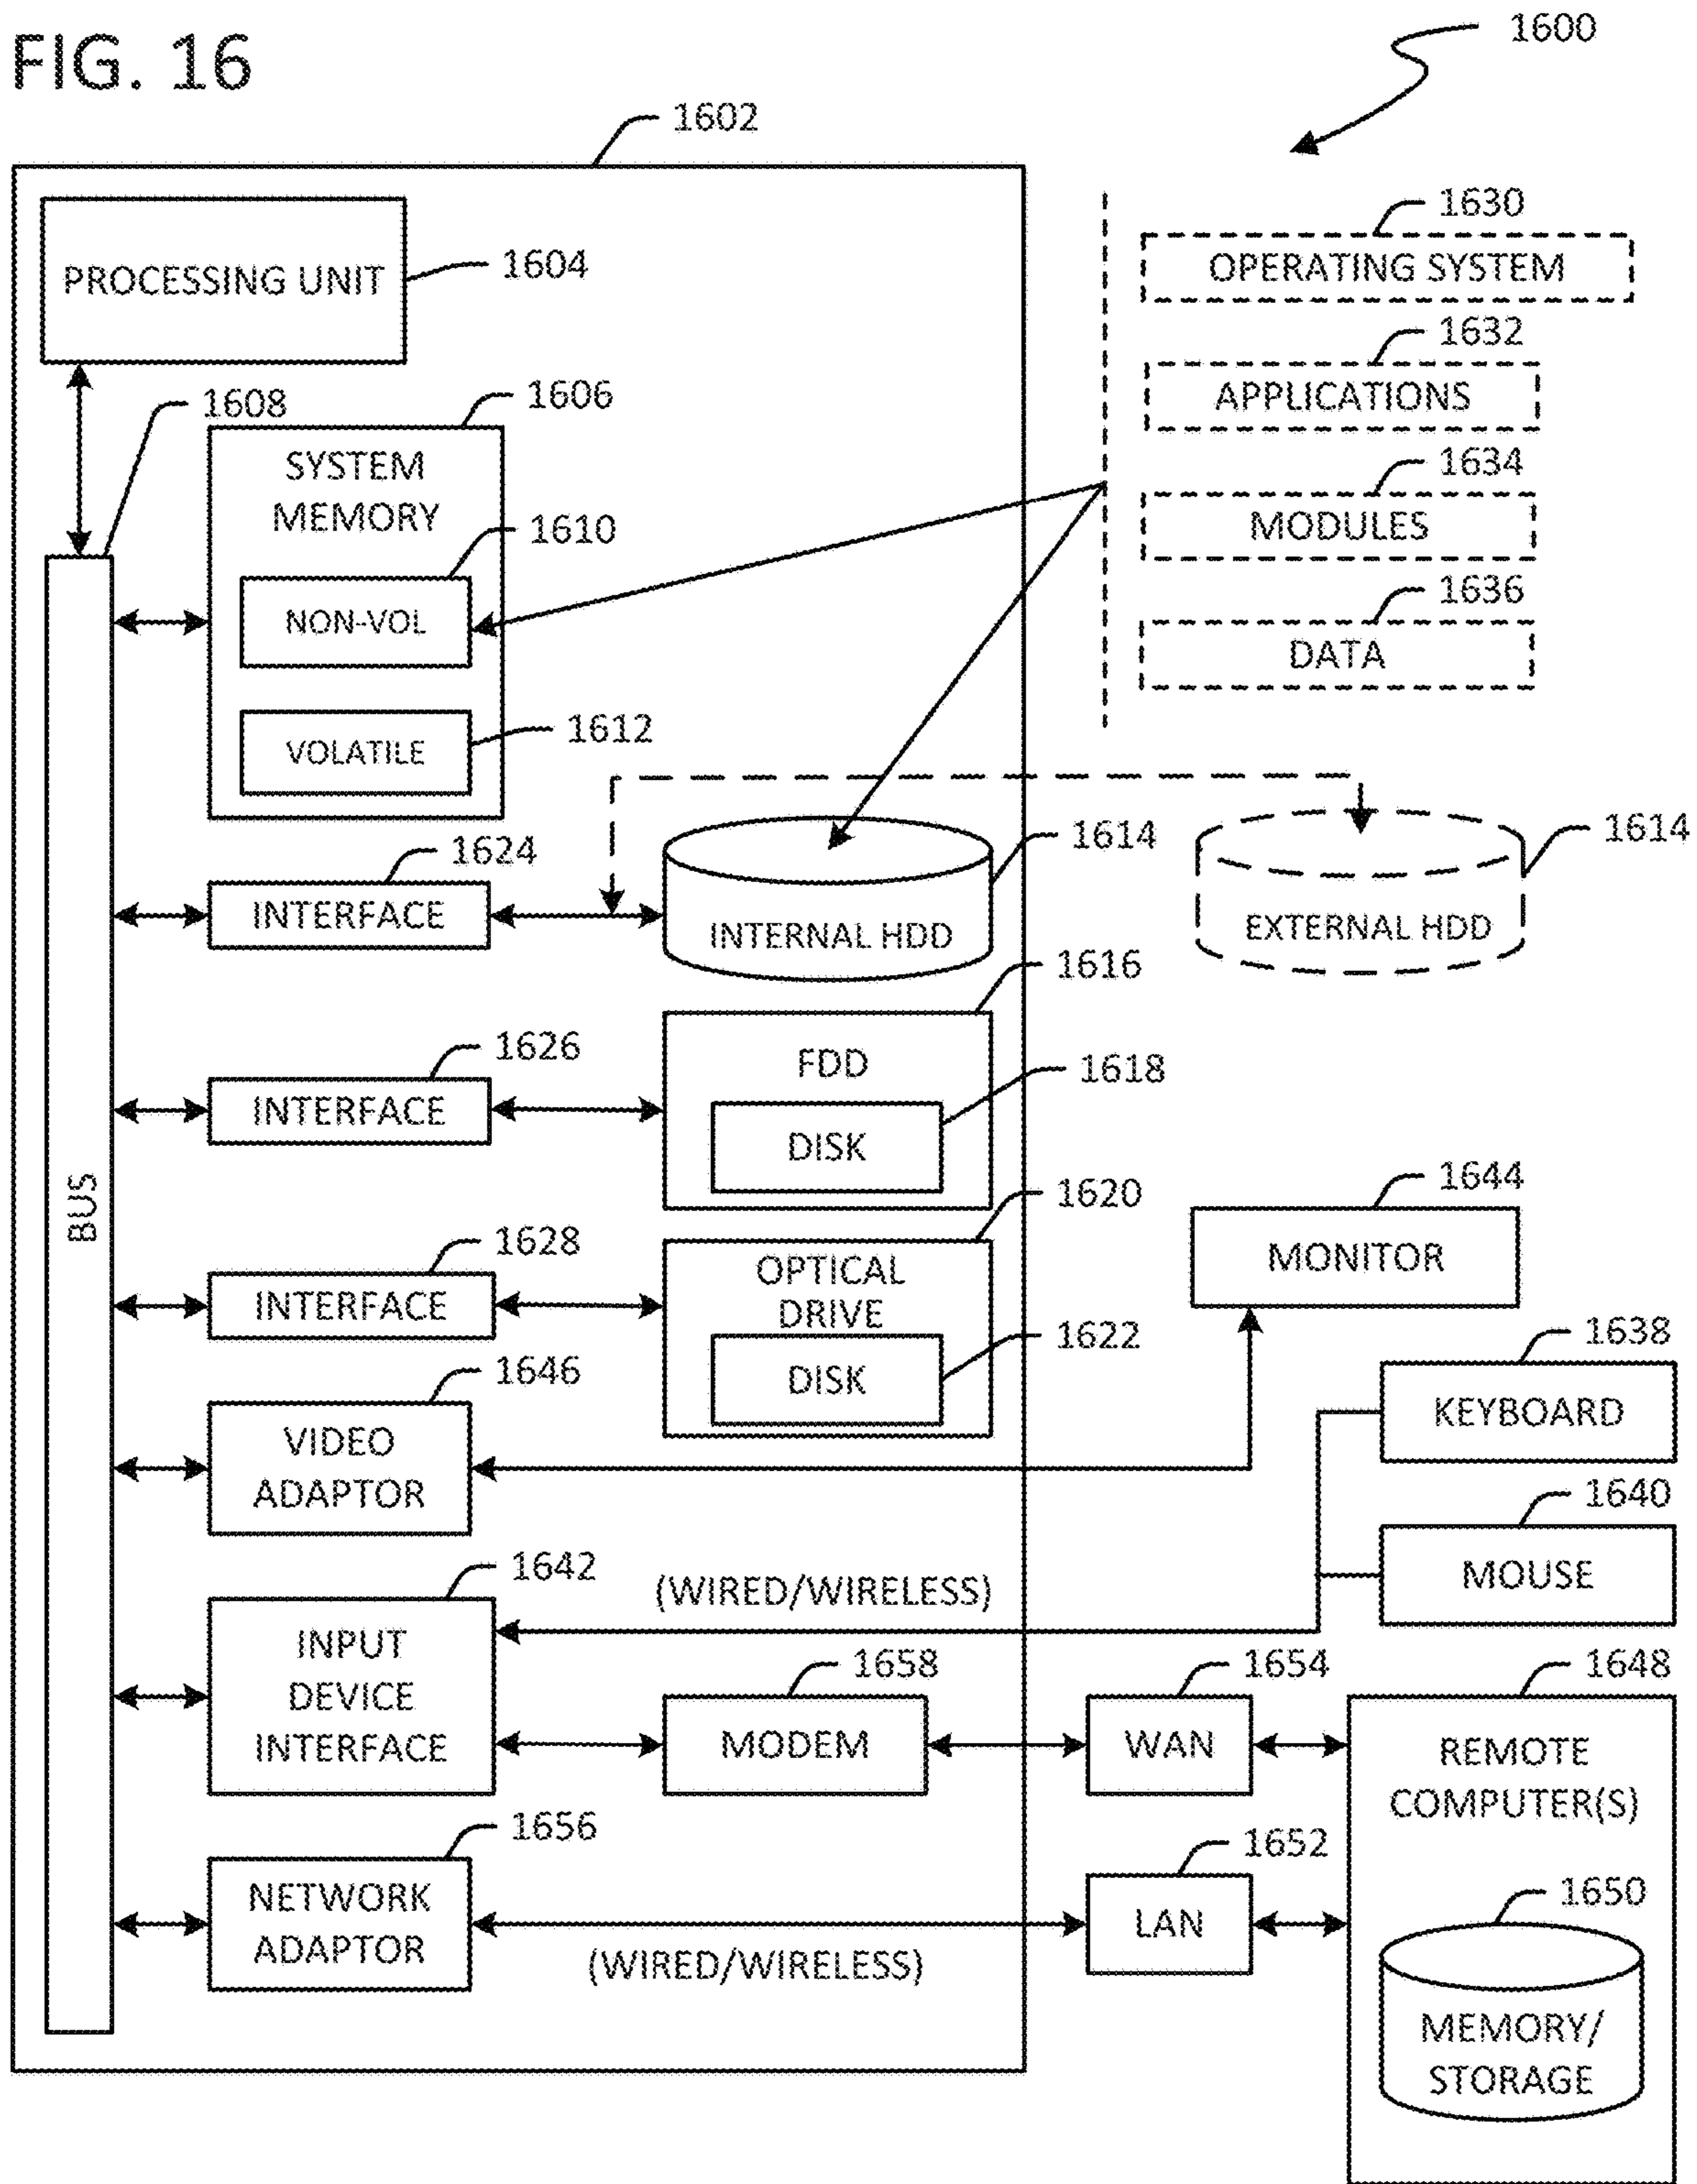 FIG. 16
1600
1602
PROCESSING UNIT
1604
1630
OPERATING SYSTEM
1632
APPLICATIONS
1634
MODULES
1636
DATA
1608
1606
SYSTEM
MEMORY
1610
NON-VOL
1612
VOLATILE
BUS
1624
INTERFACE
1614
INTERNAL HDD
1614
EXTERNAL HDD
1626
INTERFACE
1616
FDD
1618
DISK
1628
INTERFACE
1620
OPTICAL
DRIVE
1622
DISK
1644
MONITOR
1646
VIDEO
ADAPTOR
1638
KEYBOARD
1640
MOUSE
1642
INPUT
DEVICE
INTERFACE
(WIRED/WIRELESS)
1658
MODEM
1654
WAN
1648
REMOTE
COMPUTER(S)
1656
NETWORK
ADAPTOR
(WIRED/WIRELESS)
1652
LAN
1650
MEMORY/
STORAGE